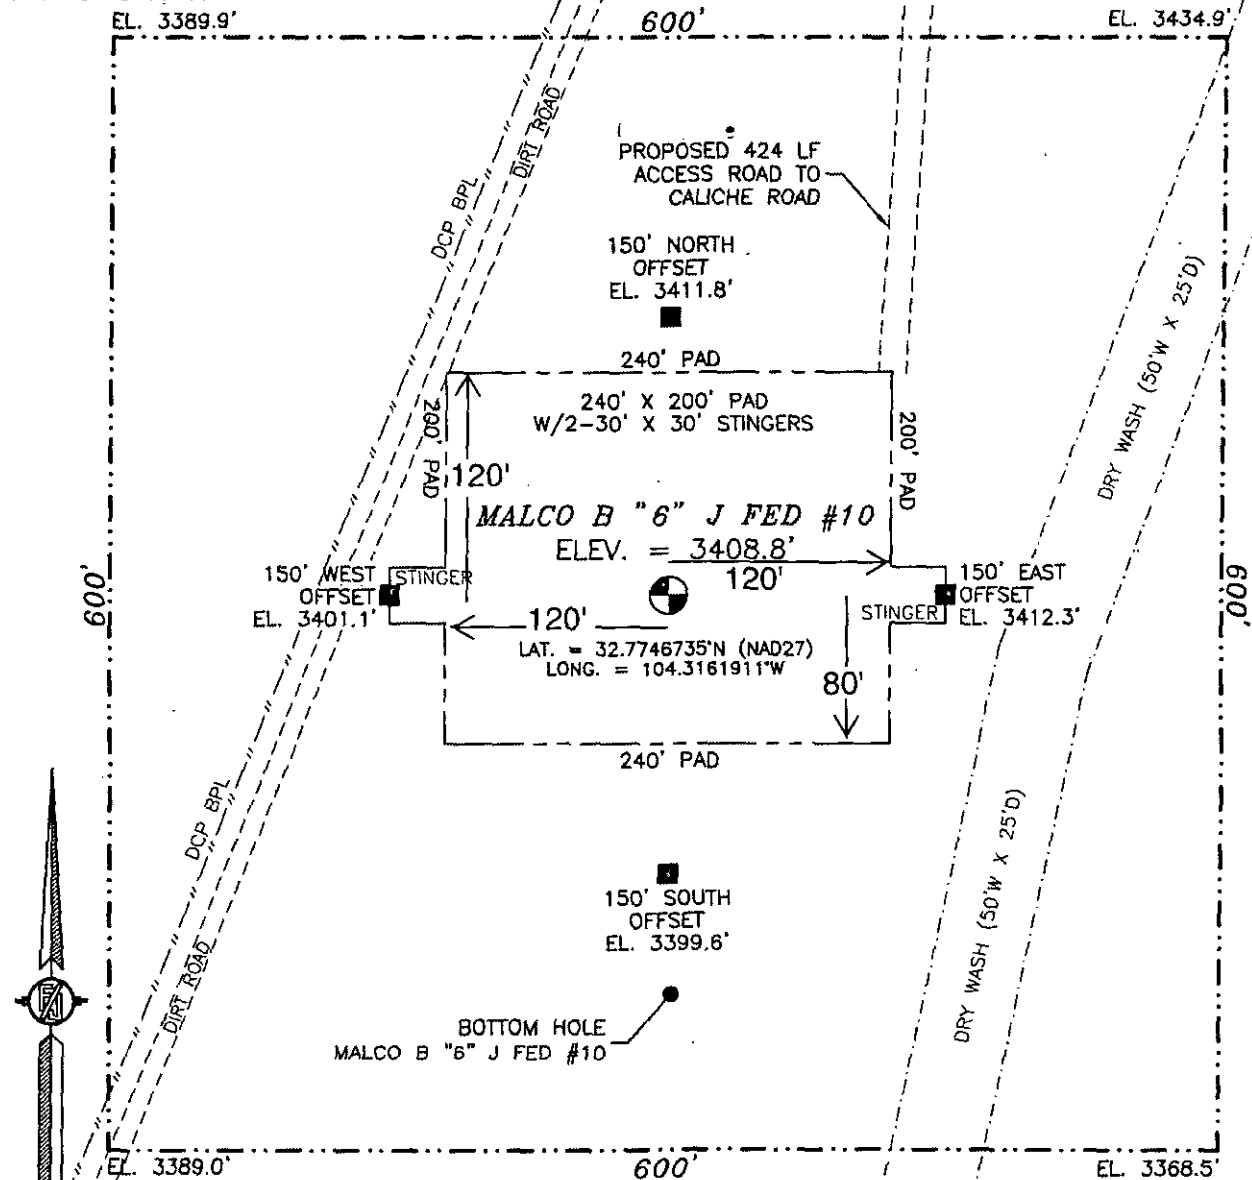 EL. 3389.9'
600'
EL. 3434.9'
DCP BPL
DIRT ROAD
PROPOSED 424 LF
ACCESS ROAD TO
CALICHE ROAD
150' NORTH
OFFSET
EL. 3411.8'
DRY WASH (50'W X 25'D)
240' PAD
240' X 200' PAD
W/2-30' X 30' STINGERS
200' PAD
200' PAD
120'
MALCO B "6" J FED #10
ELEV. = 3408.8'
120'
150' WEST
OFFSET
EL. 3401.1'
STINGER
150' EAST
OFFSET
EL. 3412.3'
STINGER
600'
600'
120'
LAT. = 32.7746735°N (NAD27)
LONG. = 104.3161911°W
80'
240' PAD
DCP BPL
DIRT ROAD
150' SOUTH
OFFSET
EL. 3399.6'
DRY WASH (50'W X 25'D)
BOTTOM HOLE
MALCO B "6" J FED #10
EL. 3389.0'
600'
EL. 3368.5'